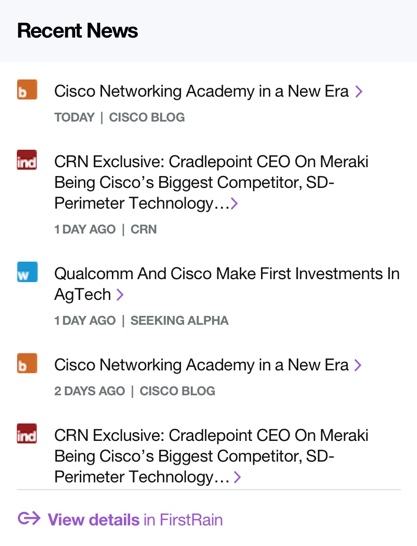 Recent News
b
Cisco Networking Academy in a New Era >
TODAY | CISCO BLOG
ind
CRN Exclusive: Cradlepoint CEO On Meraki
Being Cisco’s Biggest Competitor, SD-
Perimeter Technology…>
1 DAY AGO | CRN
w
Qualcomm And Cisco Make First Investments In
AgTech >
1 DAY AGO | SEEKING ALPHA
b
Cisco Networking Academy in a New Era >
2 DAYS AGO | CISCO BLOG
ind
CRN Exclusive: Cradlepoint CEO On Meraki
Being Cisco’s Biggest Competitor, SD-
Perimeter Technology… >
View details in FirstRain